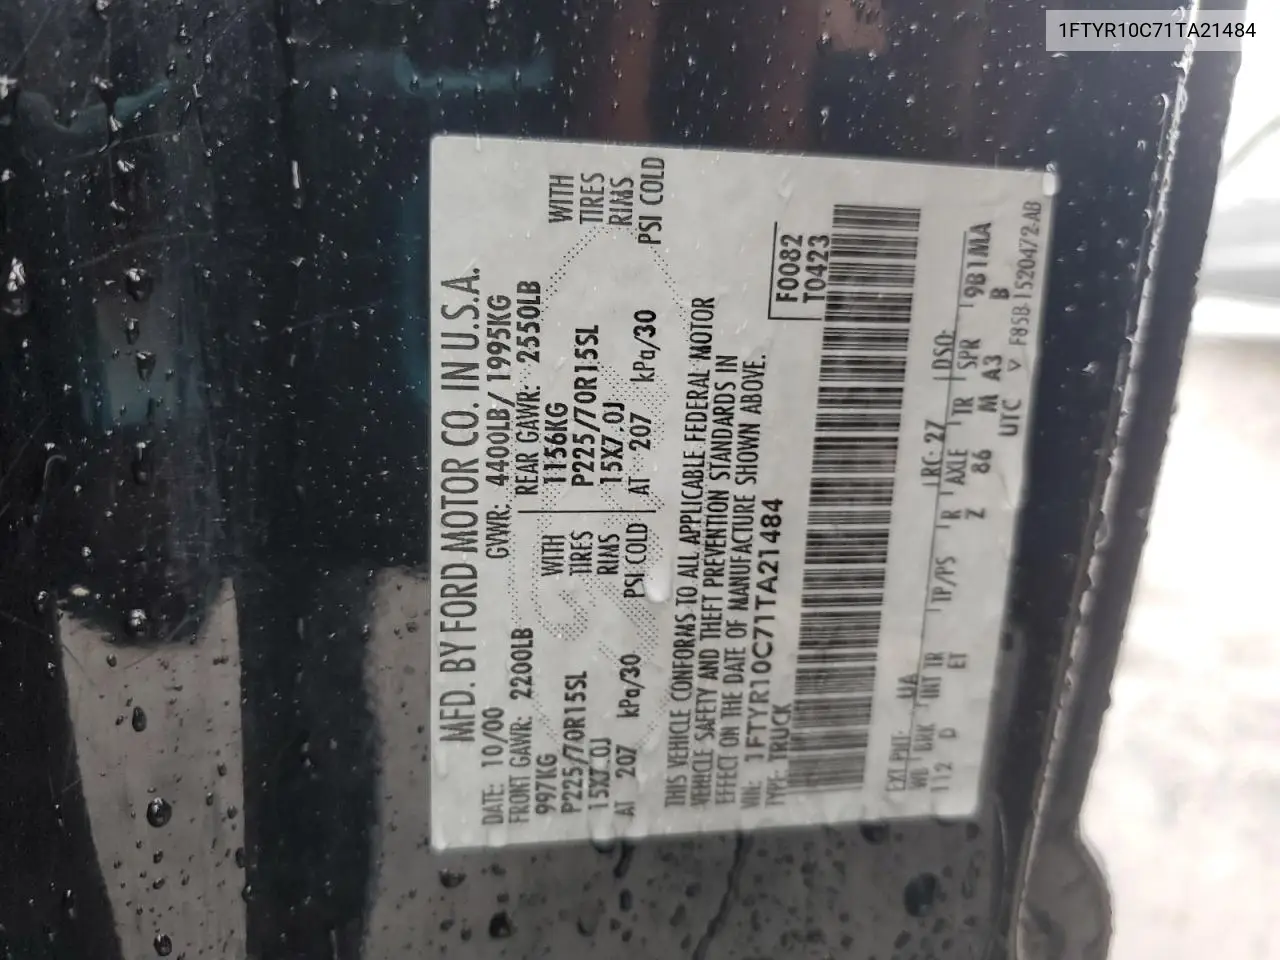 1FTYR10C71TA21484
MFD. BY FORD MOTOR CO. IN U.S.A.
DATE: 10/00 GVWR: 4400LB/ 1995KG
FRONT GAWR: 2200LB REAR GAWR: 2550LB
997KG WITH 1156KG WITH
P225/70R15SL TIRES P225/70R15SL TIRES
15X7.0J RIMS 15X7.0J RIMS
AT 207 kPa/30 PSI COLD AT 207 kPa/30 PSI COLD
THIS VEHICLE CONFORMS TO ALL APPLICABLE FEDERAL MOTOR
VEHICLE SAFETY AND THEFT PREVENTION STANDARDS IN
EFFECT ON THE DATE OF MANUFACTURE SHOWN ABOVE.
VIN: 1FTYR10C71TA21484 F0082
TYPE: TRUCK T0423
EXT PNT: UA RC: 27 DSO:
WB BRK INT TR TP/PS R AXLE TR SPR 9B1MA
112 D ET Z 86 M A3 B
UTC ▽ F85B-1520472-AB